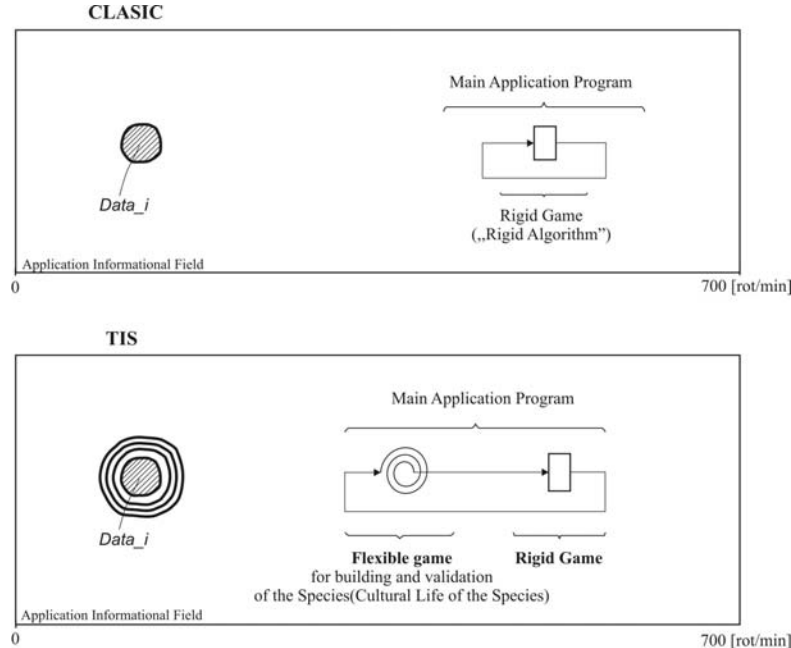 CLASIC
Main Application Program
Data_i
Rigid Game
(„Rigid Algorithm”)
Application Informational Field
0
700 [rot/min]
TIS
Main Application Program
Data_i
Flexible game
Rigid Game
for building and validation
of the Species(Cultural Life of the Species)
Application Informational Field
0
700 [rot/min]